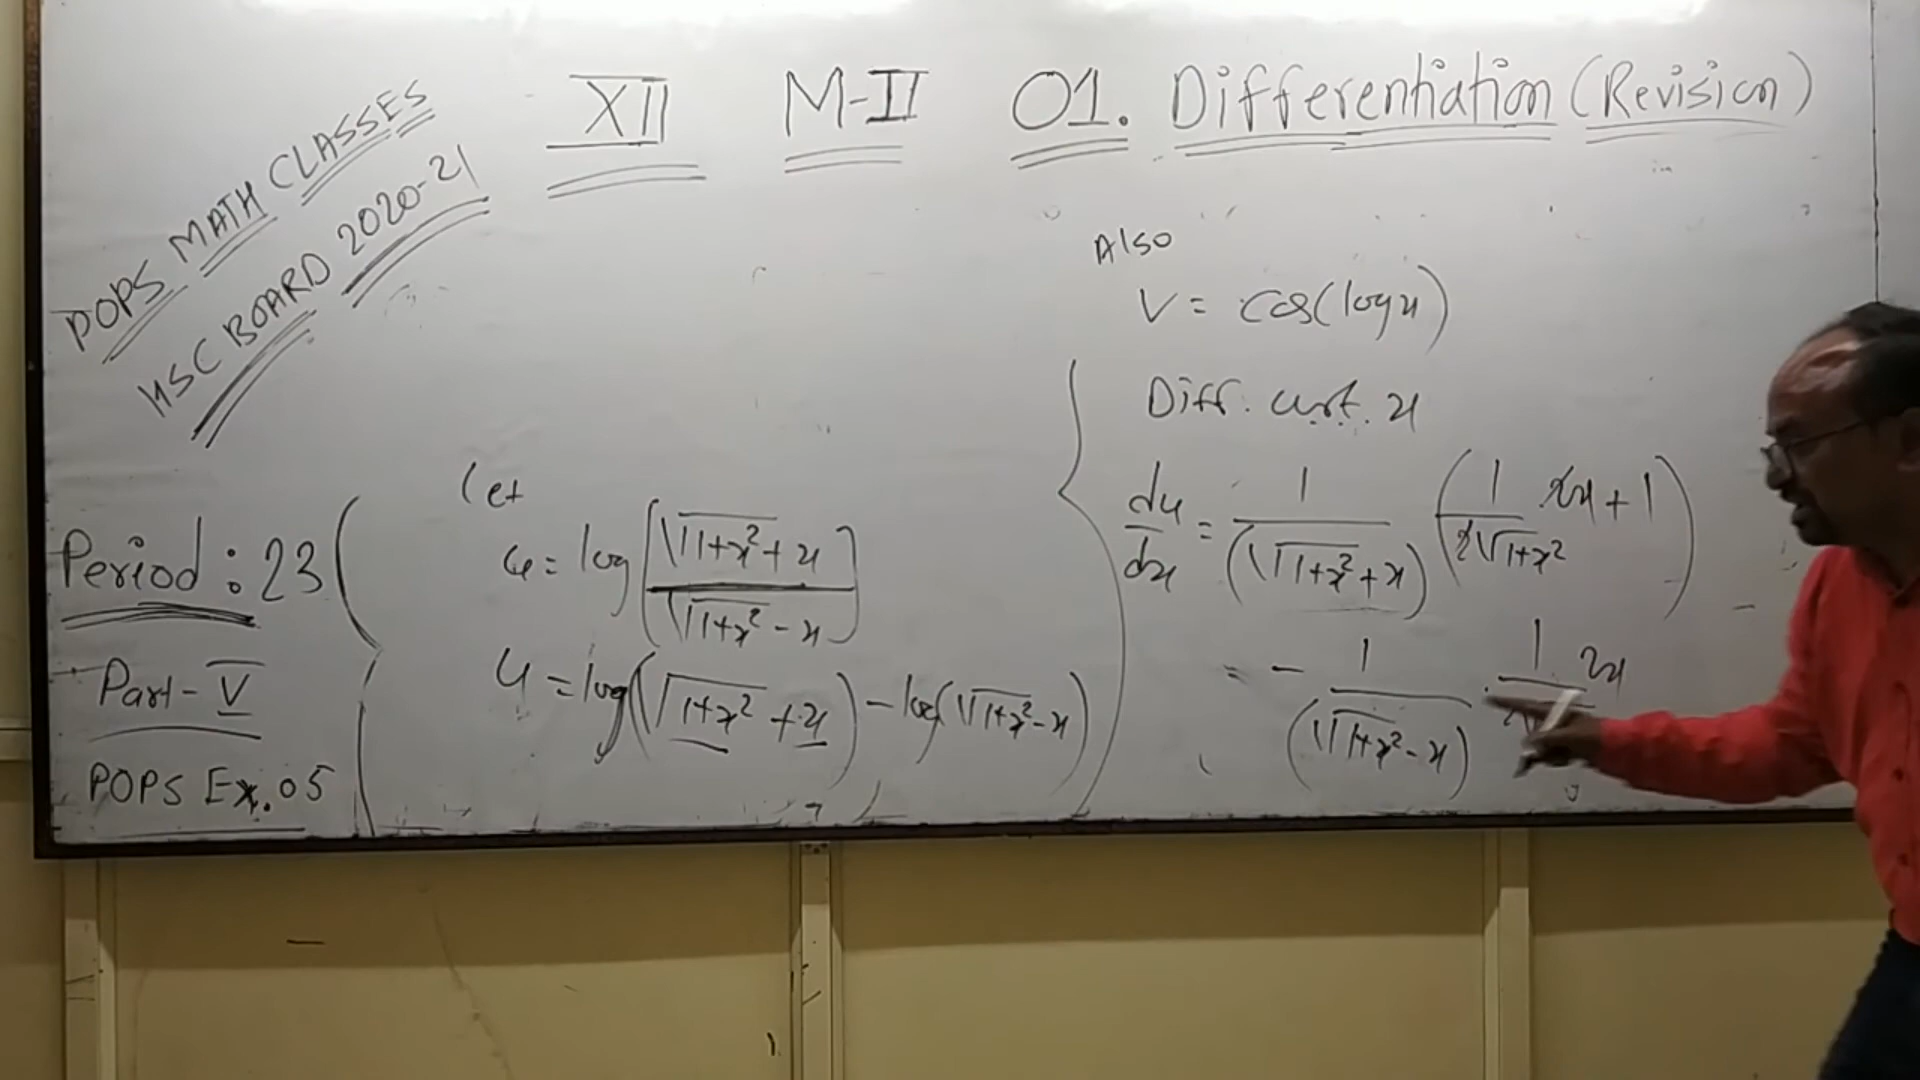 XII M-II 01. Differentiation (Revision)
POPS MATH CLASSES
HSC BOARD 2020-21
Period : 23
Part - V
POPS Ex. 05
Let
u = log[(√(1+x²) + x) / (√(1+x²) - x)]
u = log(√(1+x²) + x) - log(√(1+x²) - x)
Also
V = cos(log x)
Diff. w.r.t. x
du/dx = 1/(√(1+x²) + x) (1/(2√(1+x²)) . 2x + 1)
= - 1/(√(1+x²) - x) . 1 2x